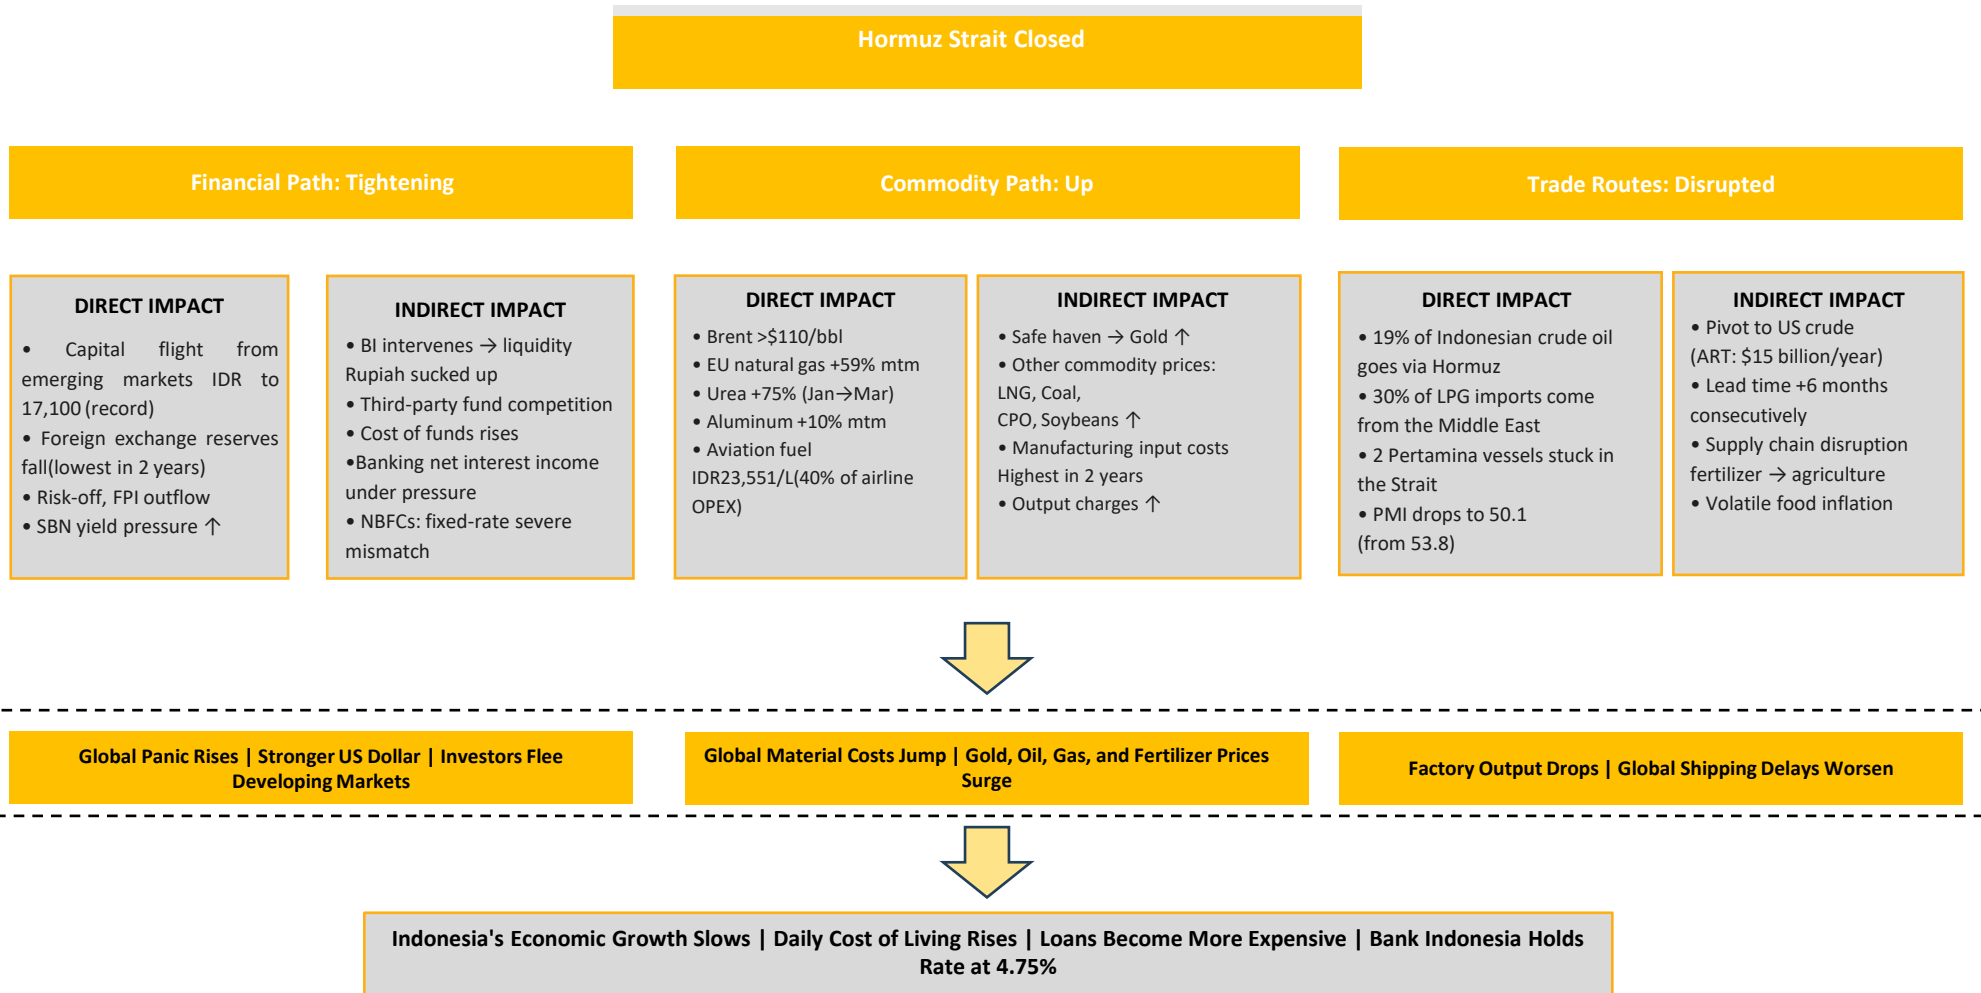 Hormuz Strait Closed
Financial Path: Tightening
Commodity Path: Up
Trade Routes: Disrupted
DIRECT IMPACT
• Capital flight from
emerging markets IDR to
17,100 (record)
• Foreign exchange reserves
fall(lowest in 2 years)
• Risk-off, FPI outflow
• SBN yield pressure ↑
INDIRECT IMPACT
• BI intervenes → liquidity
Rupiah sucked up
• Third-party fund competition
• Cost of funds rises
•Banking net interest income
under pressure
• NBFCs: fixed-rate severe
mismatch
DIRECT IMPACT
• Brent >$110/bbl
• EU natural gas +59% mtm
• Urea +75% (Jan→Mar)
• Aluminum +10% mtm
• Aviation fuel
IDR23,551/L(40% of airline
OPEX)
INDIRECT IMPACT
• Safe haven → Gold ↑
• Other commodity prices:
LNG, Coal,
CPO, Soybeans ↑
• Manufacturing input costs
Highest in 2 years
• Output charges ↑
DIRECT IMPACT
• 19% of Indonesian crude oil
goes via Hormuz
• 30% of LPG imports come
from the Middle East
• 2 Pertamina vessels stuck in
the Strait
• PMI drops to 50.1
(from 53.8)
INDIRECT IMPACT
• Pivot to US crude
(ART: $15 billion/year)
• Lead time +6 months
consecutively
• Supply chain disruption
fertilizer → agriculture
• Volatile food inflation
Global Panic Rises | Stronger US Dollar | Investors Flee
Developing Markets
Global Material Costs Jump | Gold, Oil, Gas, and Fertilizer Prices
Surge
Factory Output Drops | Global Shipping Delays Worsen
Indonesia's Economic Growth Slows | Daily Cost of Living Rises | Loans Become More Expensive | Bank Indonesia Holds
Rate at 4.75%